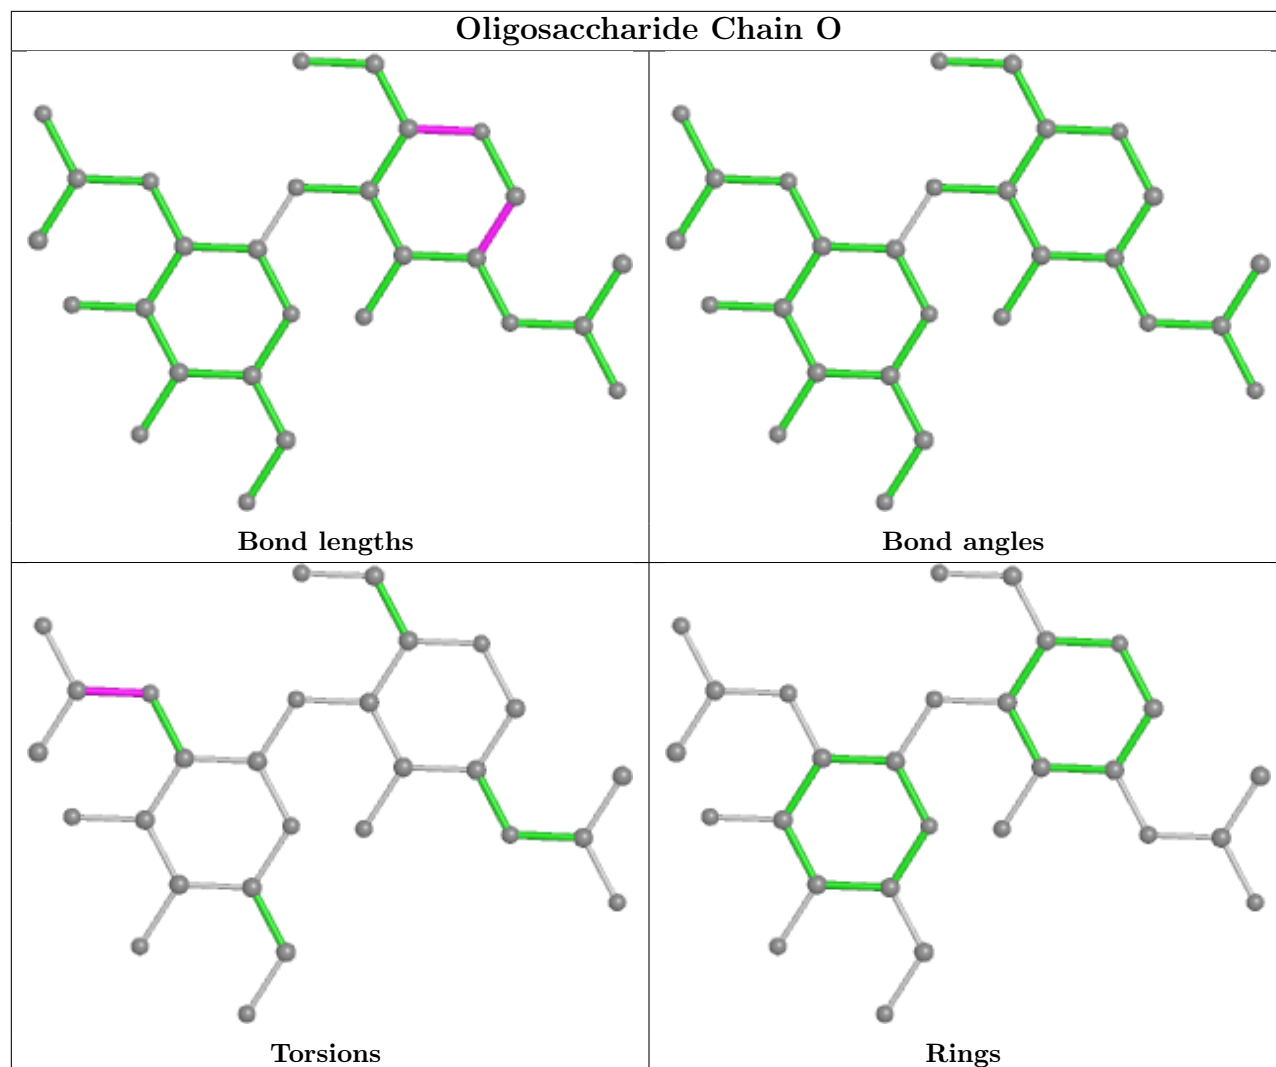 Oligosaccharide Chain O
Bond lengths
Bond angles
Torsions
Rings